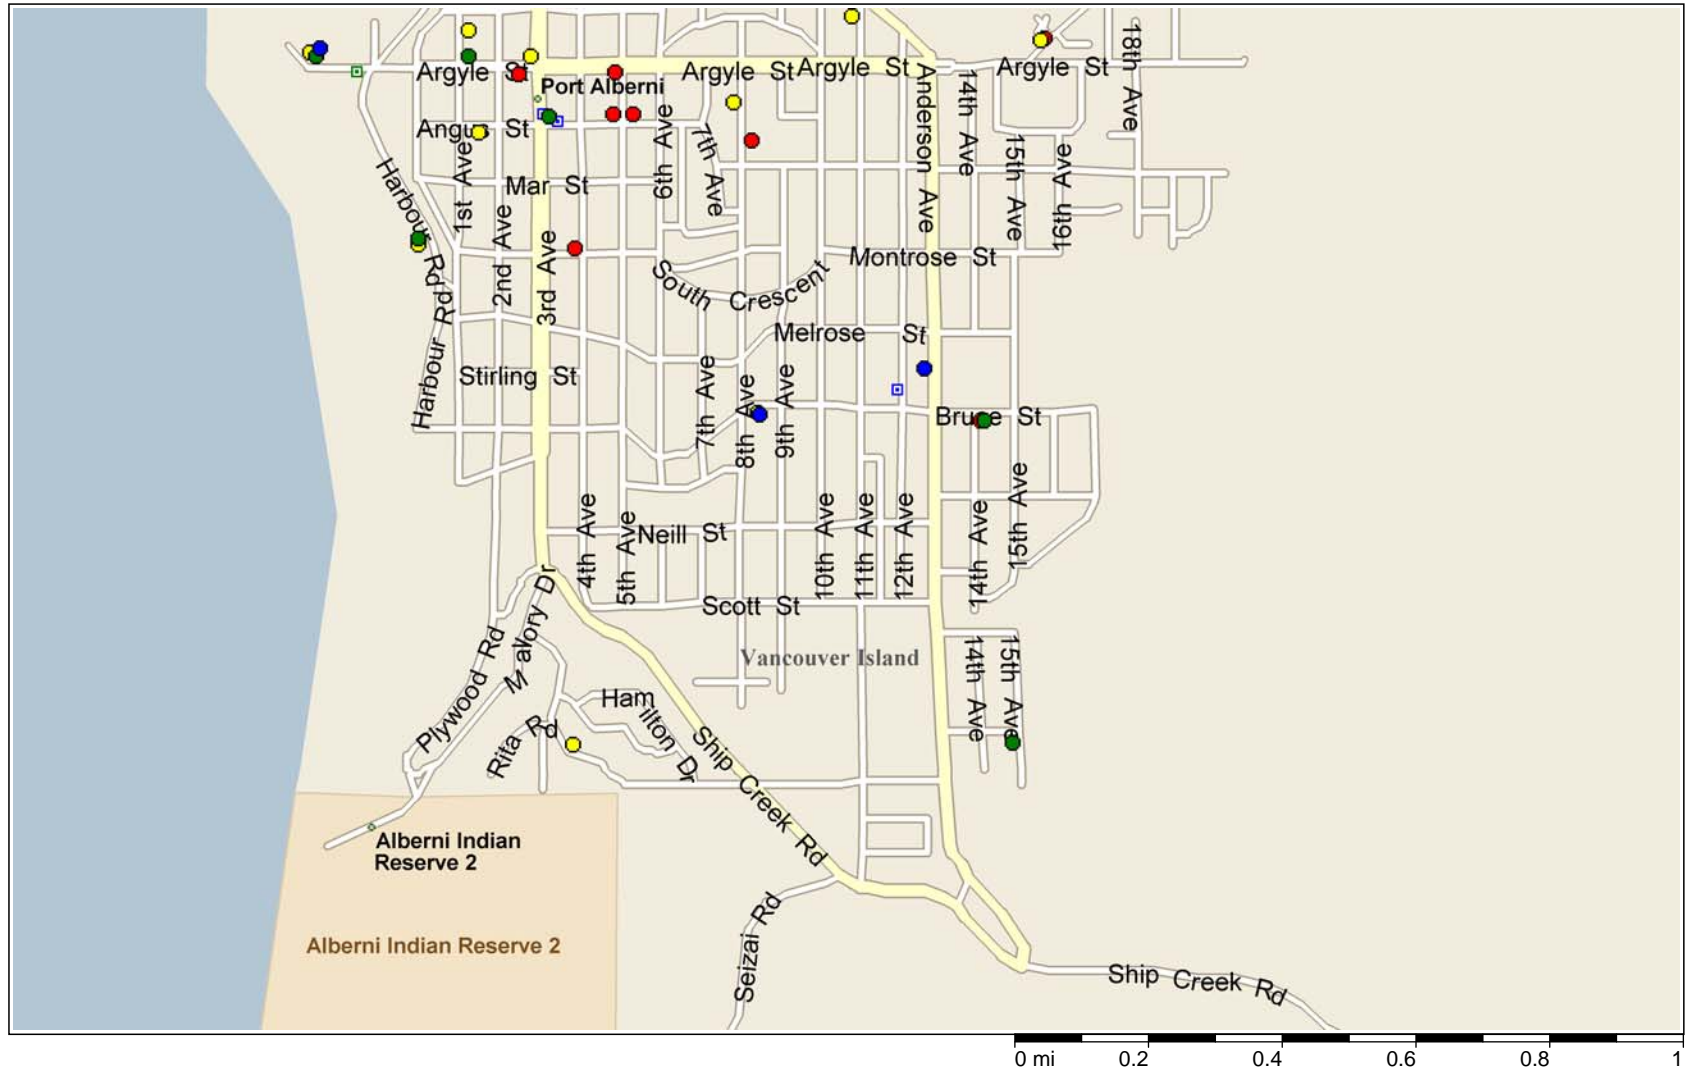 18th Ave
Argyle St
Argyle St
Argyle St
Argyle St
Port Alberni
Angus St
Anderson Ave
14th Ave
15th Ave
16th Ave
6th Ave
7th Ave
1st Ave
Harbour Rd
Mar St
2nd Ave
3rd Ave
Montrose St
South Crescent
Harbour Rd
Melrose St
Stirling St
7th Ave
8th Ave
9th Ave
Bruce St
4th Ave
5th Ave
Neill St
10th Ave
11th Ave
12th Ave
14th Ave
15th Ave
Scott St
Mallory Dr
Plywood Rd
Vancouver Island
14th Ave
15th Ave
Hamilton Dr
Rita Rd
Ship Creek Rd
Alberni Indian
Reserve 2
Alberni Indian Reserve 2
Seizai Rd
Ship Creek Rd
0 mi 0.2 0.4 0.6 0.8 1